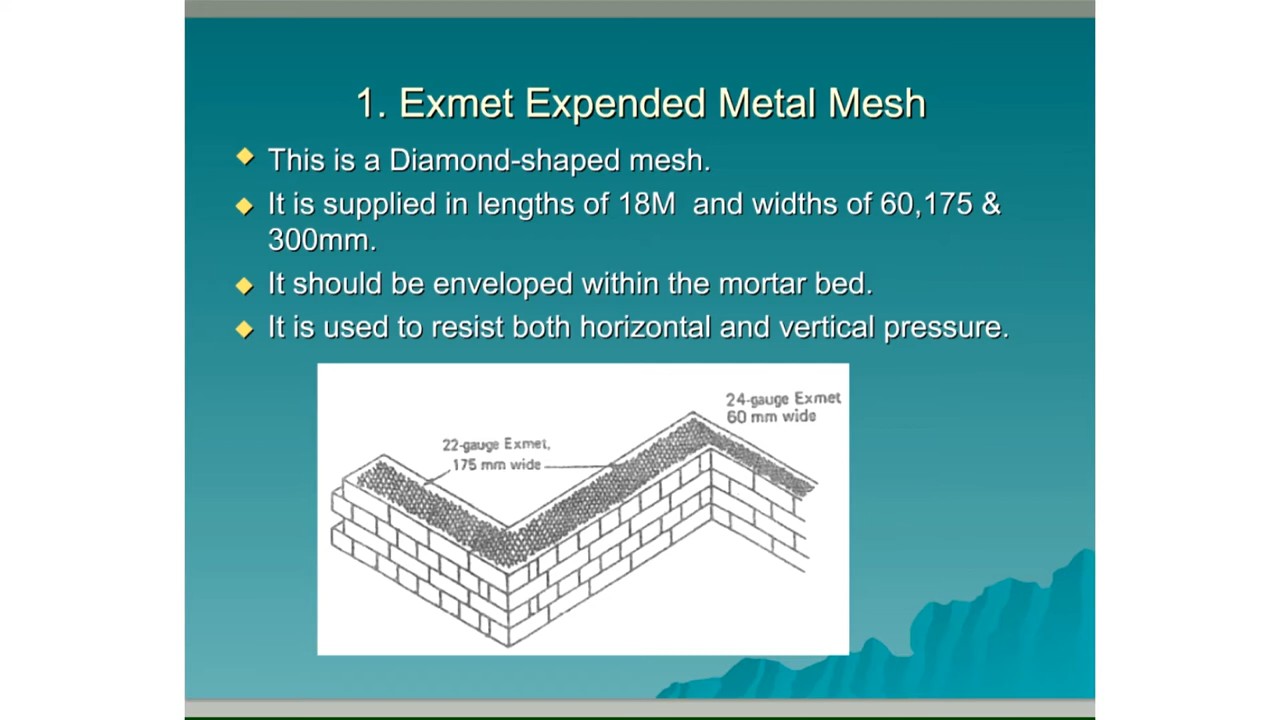 1. Exmet Expended Metal Mesh
This is a Diamond-shaped mesh.
It is supplied in lengths of 18M and widths of 60,175 &
300mm.
It should be enveloped within the mortar bed.
It is used to resist both horizontal and vertical pressure.
24-gauge Exmet
60 mm wide
22-gauge Exmet,
175 mm wide